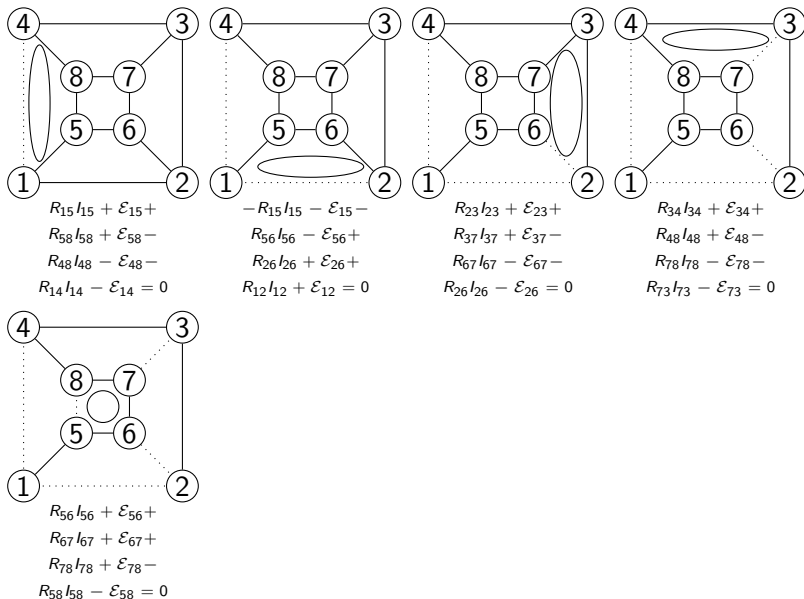 4 3
8 7
5 6
1 2
R₁₅I₁₅ + ℰ₁₅+
R₅₈I₅₈ + ℰ₅₈−
R₄₈I₄₈ − ℰ₄₈−
R₁₄I₁₄ − ℰ₁₄ = 0
4 3
8 7
5 6
1 2
−R₁₅I₁₅ − ℰ₁₅−
R₅₆I₅₆ − ℰ₅₆+
R₂₆I₂₆ + ℰ₂₆+
R₁₂I₁₂ + ℰ₁₂ = 0
4 3
8 7
5 6
1 2
R₂₃I₂₃ + ℰ₂₃+
R₃₇I₃₇ + ℰ₃₇−
R₆₇I₆₇ − ℰ₆₇−
R₂₆I₂₆ − ℰ₂₆ = 0
4 3
8 7
5 6
1 2
R₃₄I₃₄ + ℰ₃₄+
R₄₈I₄₈ + ℰ₄₈−
R₇₈I₇₈ − ℰ₇₈−
R₇₃I₇₃ − ℰ₇₃ = 0
4 3
8 7
5 6
1 2
R₅₆I₅₆ + ℰ₅₆+
R₆₇I₆₇ + ℰ₆₇+
R₇₈I₇₈ + ℰ₇₈−
R₅₈I₅₈ − ℰ₅₈ = 0